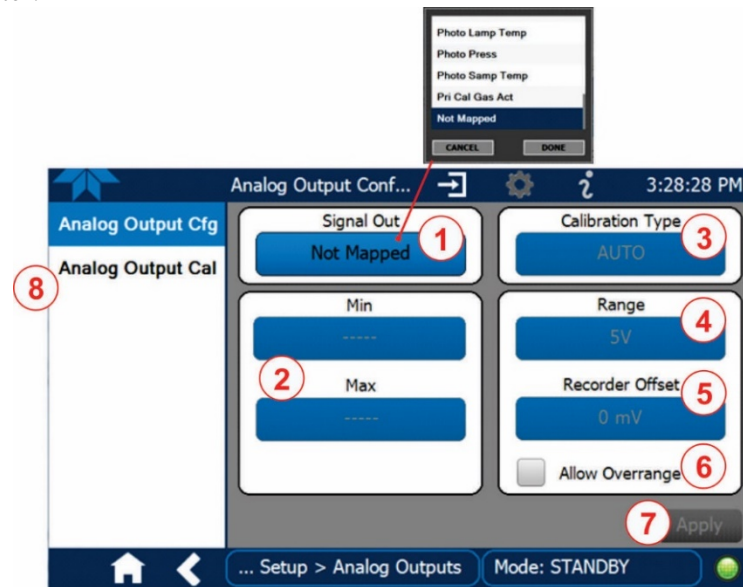 Photo Lamp Temp
Photo Press
Photo Samp Temp
Pri Cal Gas Act
Not Mapped
CANCEL DONE
Analog Output Conf... 3:28:28 PM
Analog Output Cfg
Analog Output Cal
8
Signal Out
Not Mapped
1
Calibration Type
AUTO
3
Min
-----
2
Max
-----
Range
5V
4
Recorder Offset
0 mV
5
Allow Overrange
6
7
Apply
... Setup > Analog Outputs
Mode: STANDBY